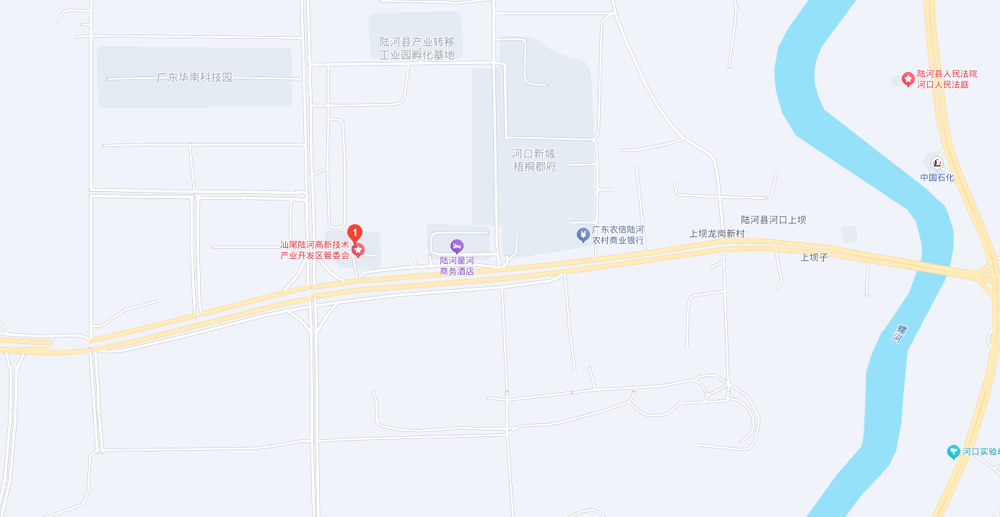 陆河县产业转移
工业园孵化基地
广东华南科技园
陆河县人民法院
河口人民法庭
河口新城
·梧桐郡府
中国石化
陆河县河口上坝
1
广东农信陆河
农村商业银行
上坝龙岗新村
汕尾陆河高新技术
产业开发区管委会
陆河星河
商务酒店
上坝子
螺河
河口实验